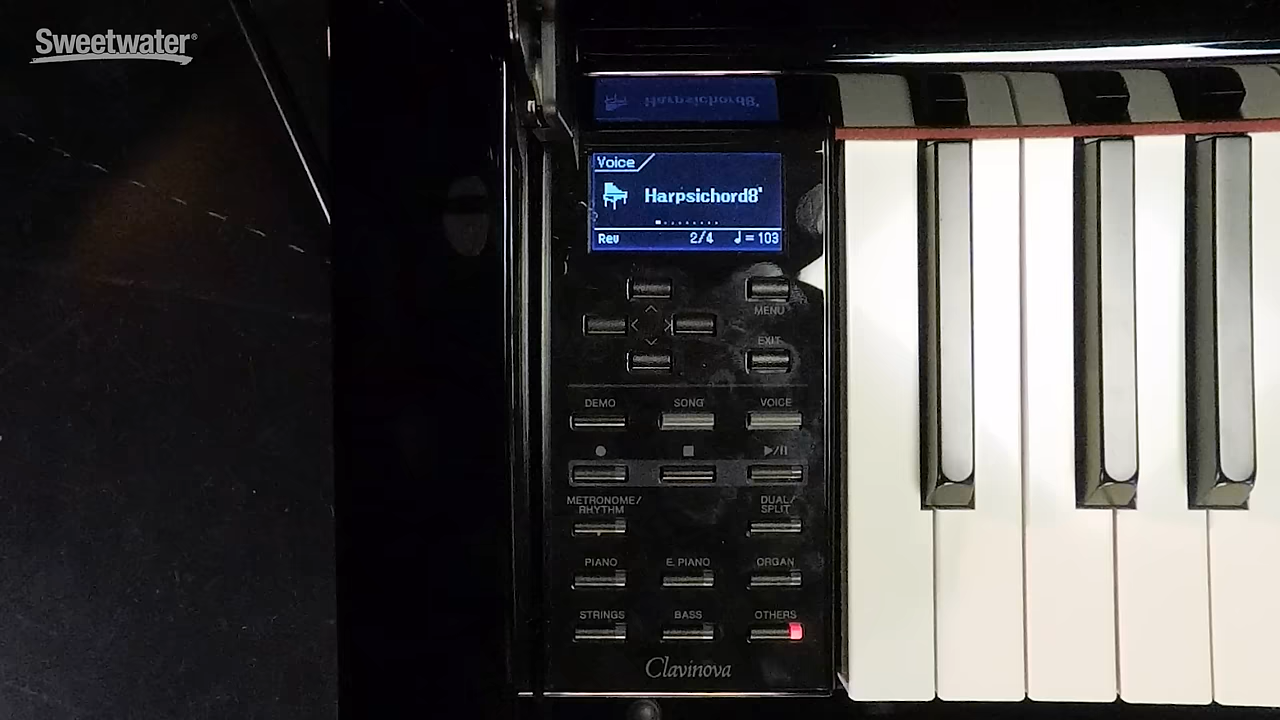 Sweetwater®
Harpsichord8'
Voice
Harpsichord8'
Rev 2/4 ♩= 103
MENU
EXIT
DEMO SONG VOICE
METRONOME/ DUAL/
RHYTHM SPLIT
PIANO E. PIANO ORGAN
STRINGS BASS OTHERS
Clavinova